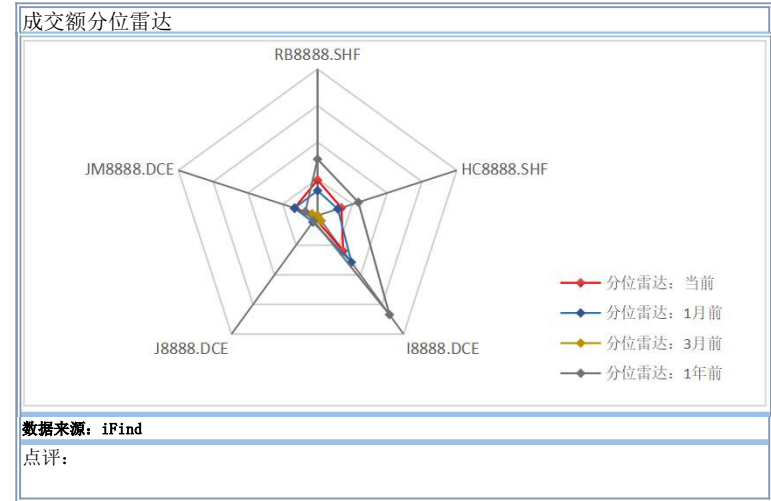 成交额分位雷达
RB8888.SHF
JM8888.DCE
HC8888.SHF
J8888.DCE
I8888.DCE
分位雷达：当前
分位雷达：1月前
分位雷达：3月前
分位雷达：1年前
数据来源：iFind
点评：